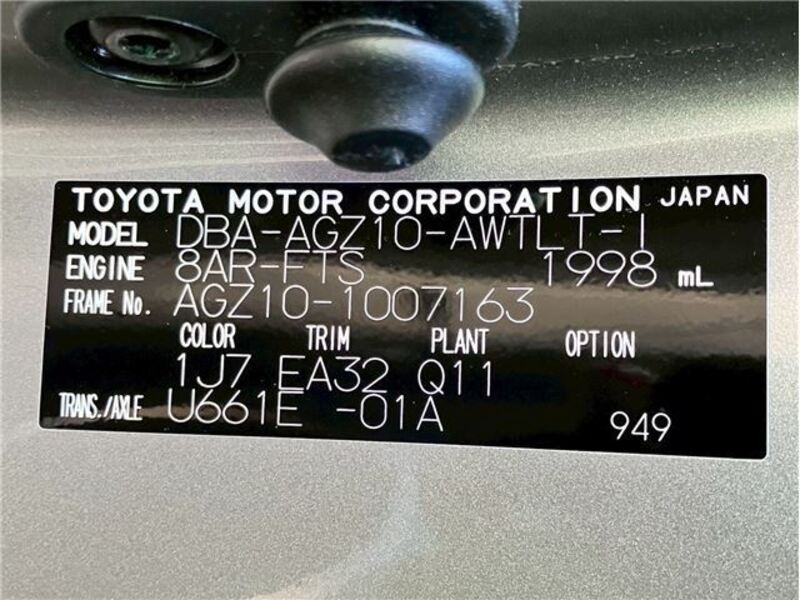 TOYOTA MOTOR CORPORATION JAPAN
MODEL DBA-AGZ10-AWTLT-I
ENGINE 8AR-FTS 1998 mL
FRAME No. AGZ10-1007163
COLOR TRIM PLANT OPTION
1J7 EA32 Q11
TRANS./AXLE U661E -01A 949